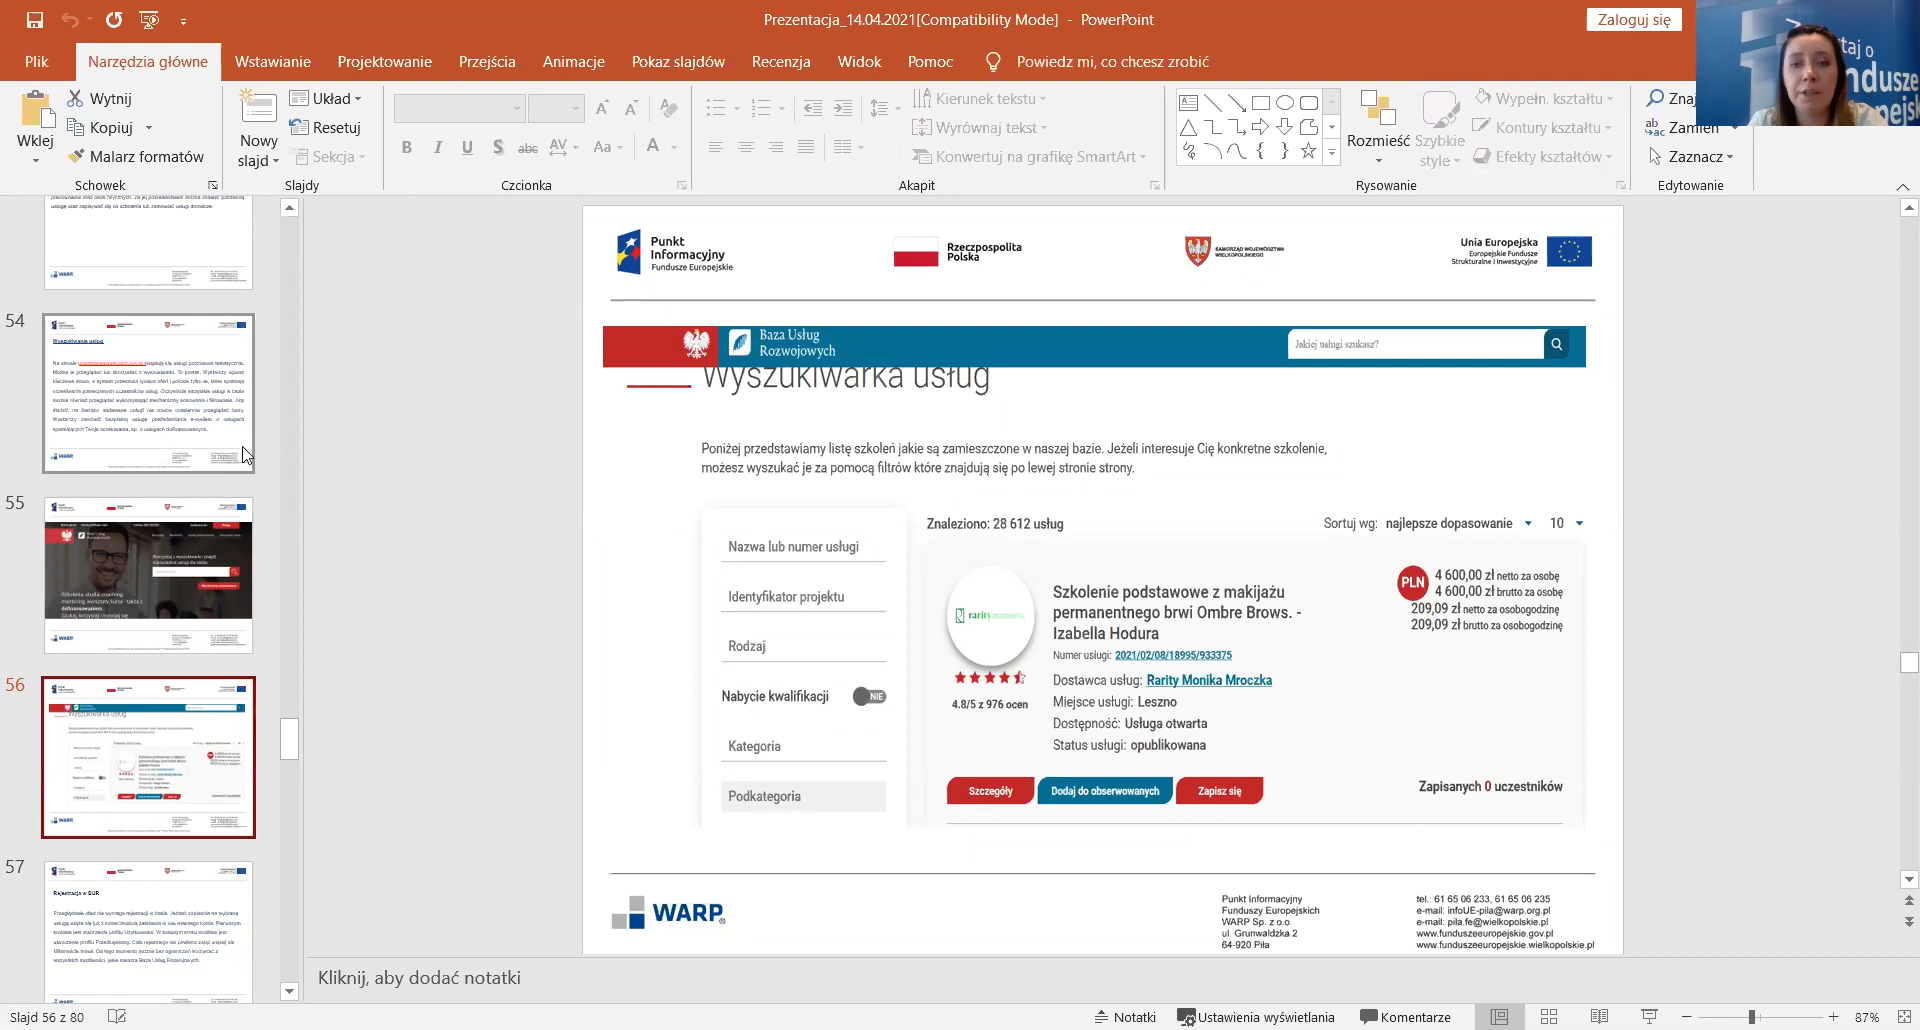 Prezentacja_14.04.2021[Compatibility Mode] - PowerPoint
Zaloguj się
Plik
Narzędzia główne
Wstawianie
Projektowanie
Przejścia
Animacje
Pokaz slajdów
Recenzja
Widok
Pomoc
Powiedz mi, co chcesz zrobić
Wklej
Wytnij
Kopiuj
Malarz formatów
Schowek
Nowy
slajd
Układ
Resetuj
Sekcja
Slajdy
Czcionka
Kierunek tekstu
Wyrównaj tekst
Konwertuj na grafikę SmartArt
Akapit
Rozmieść
Szybkie
style
Wypełn. kształtu
Kontury kształtu
Efekty kształtów
Rysowanie
Zaznacz
Edytowanie
54
Wyszukiwanie usług
55
56
57
Rejestracja w BUR
Punkt
Informacyjny
Fundusze Europejskie
Rzeczpospolita
Polska
SAMORZĄD WOJEWÓDZTWA
WIELKOPOLSKIEGO
Unia Europejska
Europejskie Fundusze
Strukturalne i Inwestycyjne
Baza Usług
Rozwojowych
Jakiej usługi szukasz?
Wyszukiwarka usług
Poniżej przedstawiamy listę szkoleń jakie są zamieszczone w naszej bazie. Jeżeli interesuje Cię konkretne szkolenie,
możesz wyszukać je za pomocą filtrów które znajdują się po lewej stronie strony.
Nazwa lub numer usługi
Identyfikator projektu
Rodzaj
Nabycie kwalifikacji NIE
Kategoria
Podkategoria
Znaleziono: 28 612 usług
Sortuj wg: najlepsze dopasowanie 10
rarity
4.8/5 z 976 ocen
Szkolenie podstawowe z makijażu
permanentnego brwi Ombre Brows. -
Izabella Hodura
Numer usługi: 2021/02/08/18995/933375
Dostawca usług: Rarity Monika Mroczka
Miejsce usługi: Leszno
Dostępność: Usługa otwarta
Status usługi: opublikowana
PLN
4 600,00 zł netto za osobę
4 600,00 zł brutto za osobę
209,09 zł netto za osobogodzinę
209,09 zł brutto za osobogodzinę
Szczegóły
Dodaj do obserwowanych
Zapisz się
Zapisanych 0 uczestników
WARP
Punkt Informacyjny
Funduszy Europejskich
WARP Sp. z o.o.
ul. Grunwaldzka 2
64-920 Piła
tel.: 61 65 06 233, 61 65 06 235
e-mail: infoUE-pila@warp.org.pl
e-mail: pila.fe@wielkopolskie.pl
www.funduszeeuropejskie.gov.pl
www.funduszeeuropejskie.wielkopolskie.pl
Kliknij, aby dodać notatki
Slajd 56 z 80
Notatki
Ustawienia wyświetlania
Komentarze
87%